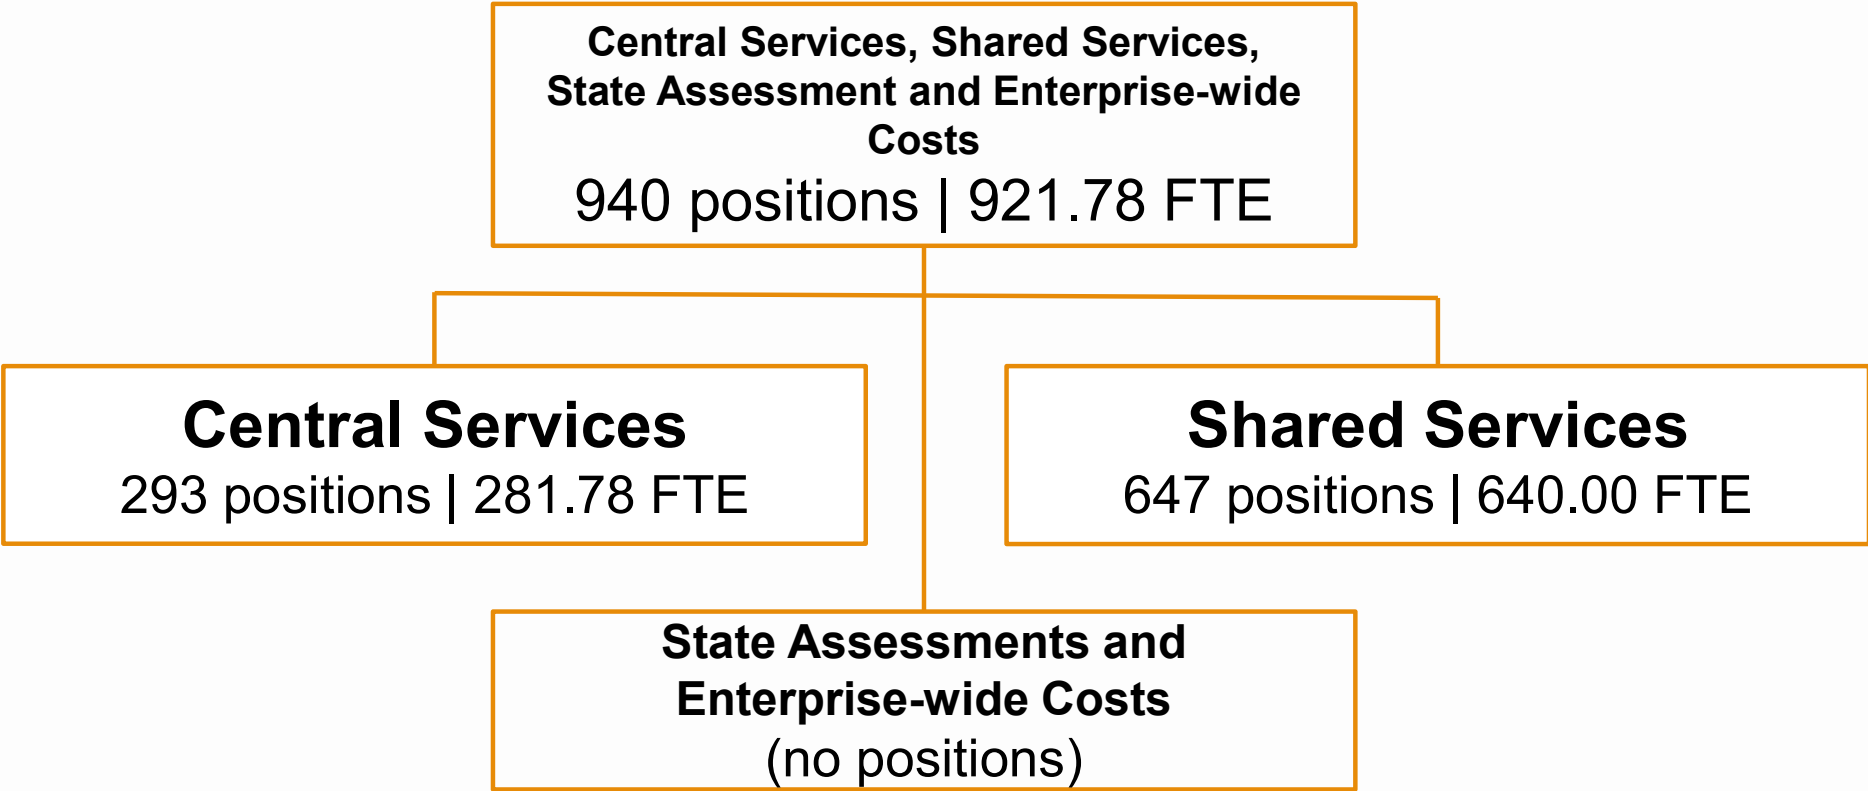 Central Services, Shared Services,
State Assessment and Enterprise-wide
Costs
940 positions | 921.78 FTE
Central Services
293 positions | 281.78 FTE
Shared Services
647 positions | 640.00 FTE
State Assessments and
Enterprise-wide Costs
(no positions)